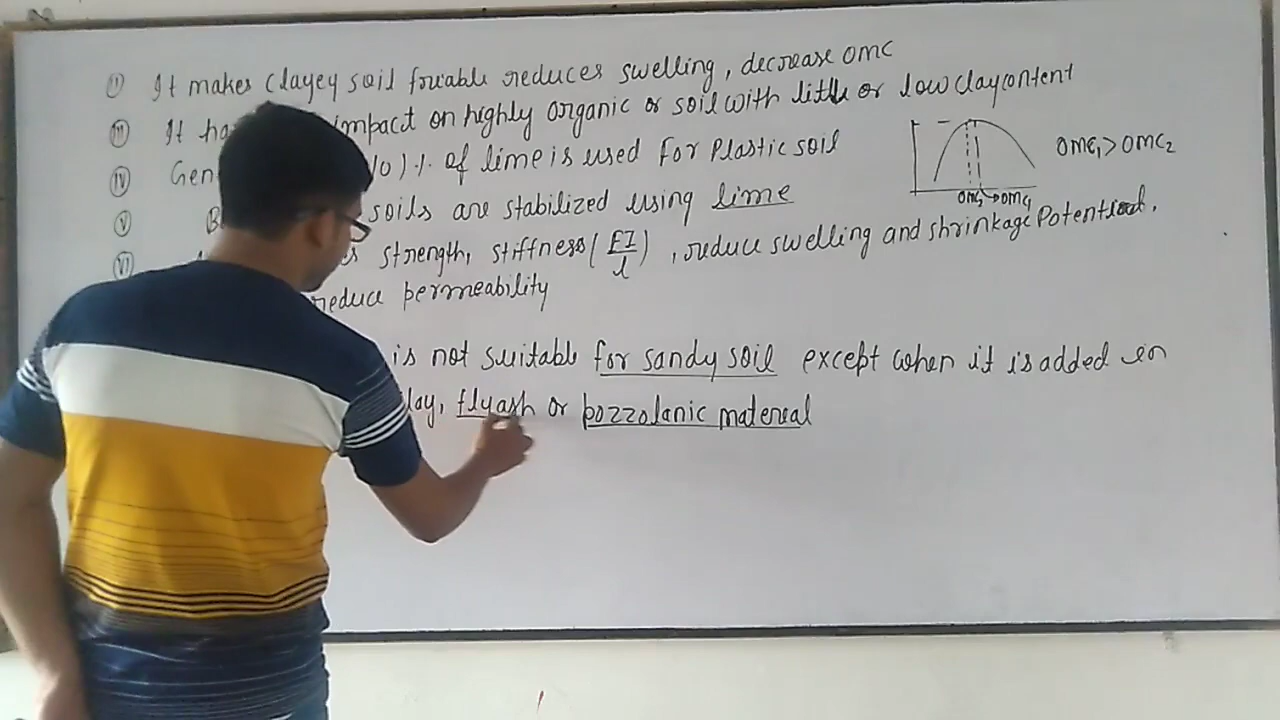 (ii) It makes clayey soil friable reduces swelling, decrease OMC
(iii) It impact on highly organic or soil with little or low clay content
(iv) Gen 10) % of lime is used For Plastic soil
OMC1 > OMC2
OMC2 OMC1
(v) B soils are stabilized using lime
(vi) s strength, stiffness (EI/l), reduce swelling and shrinkage Potential,
reduce permeability
is not suitable for sandy soil except when it is added in
lay, flyash or pozzolanic material